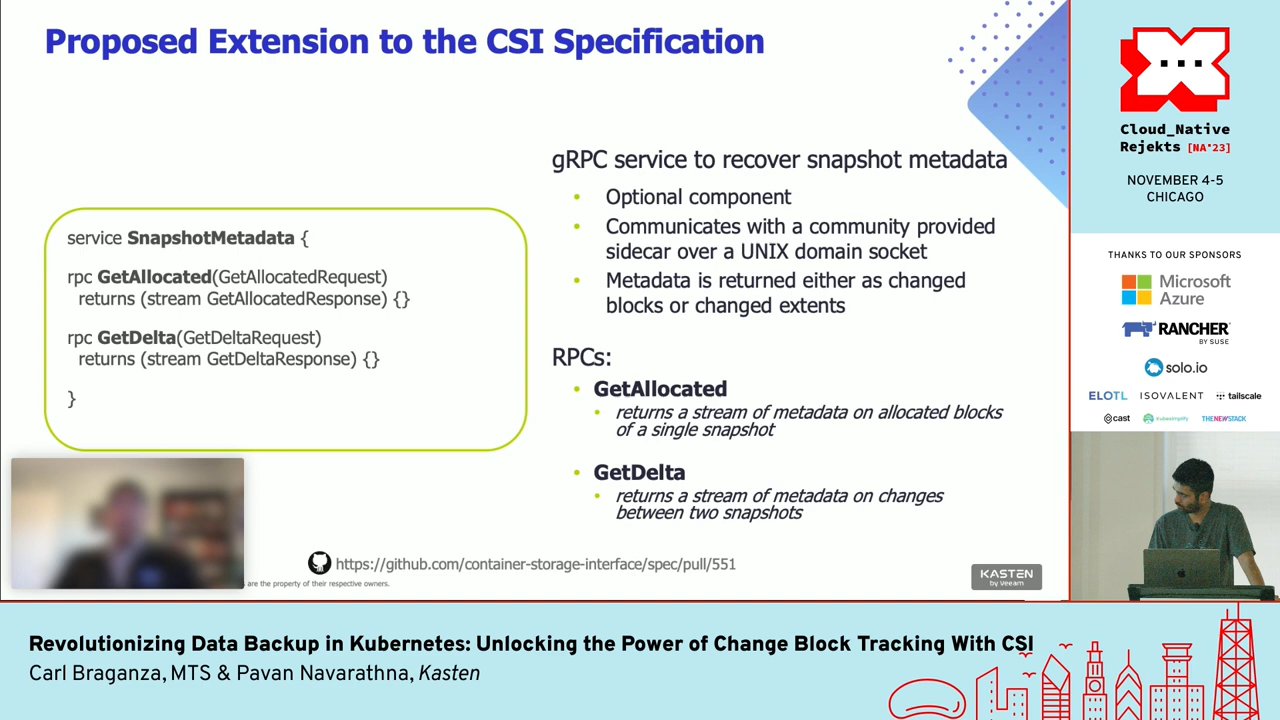 Proposed Extension to the CSI Specification
service SnapshotMetadata {
rpc GetAllocated(GetAllocatedRequest)
returns (stream GetAllocatedResponse) {}
rpc GetDelta(GetDeltaRequest)
returns (stream GetDeltaResponse) {}
}
gRPC service to recover snapshot metadata
• Optional component
• Communicates with a community provided
sidecar over a UNIX domain socket
• Metadata is returned either as changed
blocks or changed extents
RPCs:
• GetAllocated
• returns a stream of metadata on allocated blocks
of a single snapshot
• GetDelta
• returns a stream of metadata on changes
between two snapshots
https://github.com/container-storage-interface/spec/pull/551
are the property of their respective owners.
KASTEN
by Veeam
Cloud_Native
Rejekts [NA'23]
NOVEMBER 4-5
CHICAGO
THANKS TO OUR SPONSORS
Microsoft
Azure
RANCHER
BY SUSE
solo.io
ELOTL ISOVALENT tailscale
cast kubesimplify THENEWSTACK
Revolutionizing Data Backup in Kubernetes: Unlocking the Power of Change Block Tracking With CSI
Carl Braganza, MTS & Pavan Navarathna, Kasten